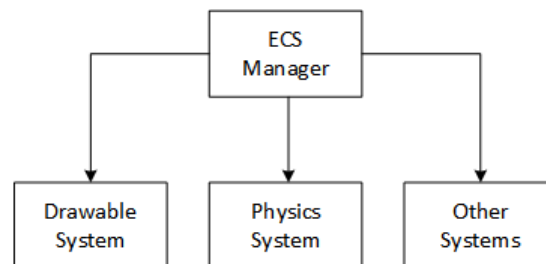 ECS
Manager
Drawable
System
Physics
System
Other
Systems